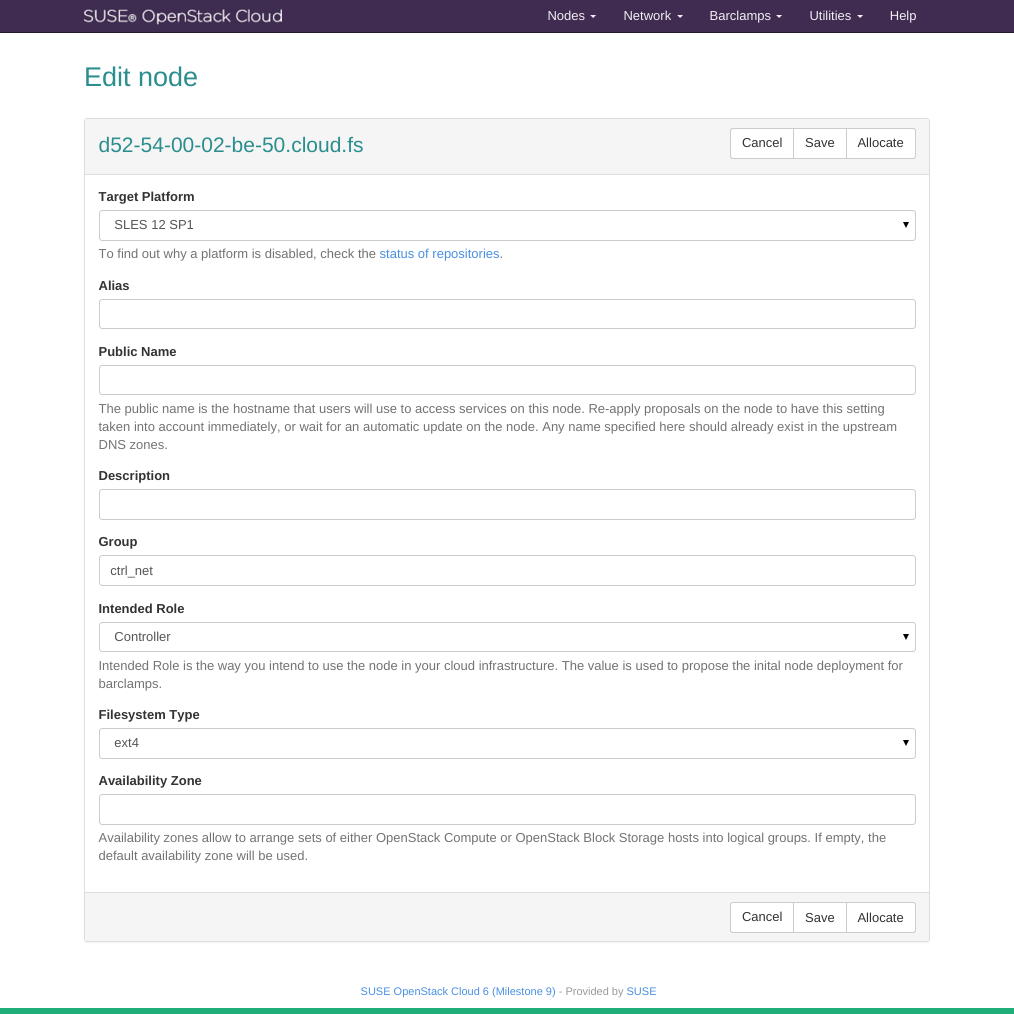 SUSE® OpenStack Cloud
Nodes Network Barclamps Utilities Help
Edit node
d52-54-00-02-be-50.cloud.fs
Cancel Save Allocate
Target Platform
SLES 12 SP1
To find out why a platform is disabled, check the status of repositories.
Alias
Public Name
The public name is the hostname that users will use to access services on this node. Re-apply proposals on the node to have this setting
taken into account immediately, or wait for an automatic update on the node. Any name specified here should already exist in the upstream
DNS zones.
Description
Group
ctrl_net
Intended Role
Controller
Intended Role is the way you intend to use the node in your cloud infrastructure. The value is used to propose the inital node deployment for
barclamps.
Filesystem Type
ext4
Availability Zone
Availability zones allow to arrange sets of either OpenStack Compute or OpenStack Block Storage hosts into logical groups. If empty, the
default availability zone will be used.
Cancel Save Allocate
SUSE OpenStack Cloud 6 (Milestone 9) - Provided by SUSE